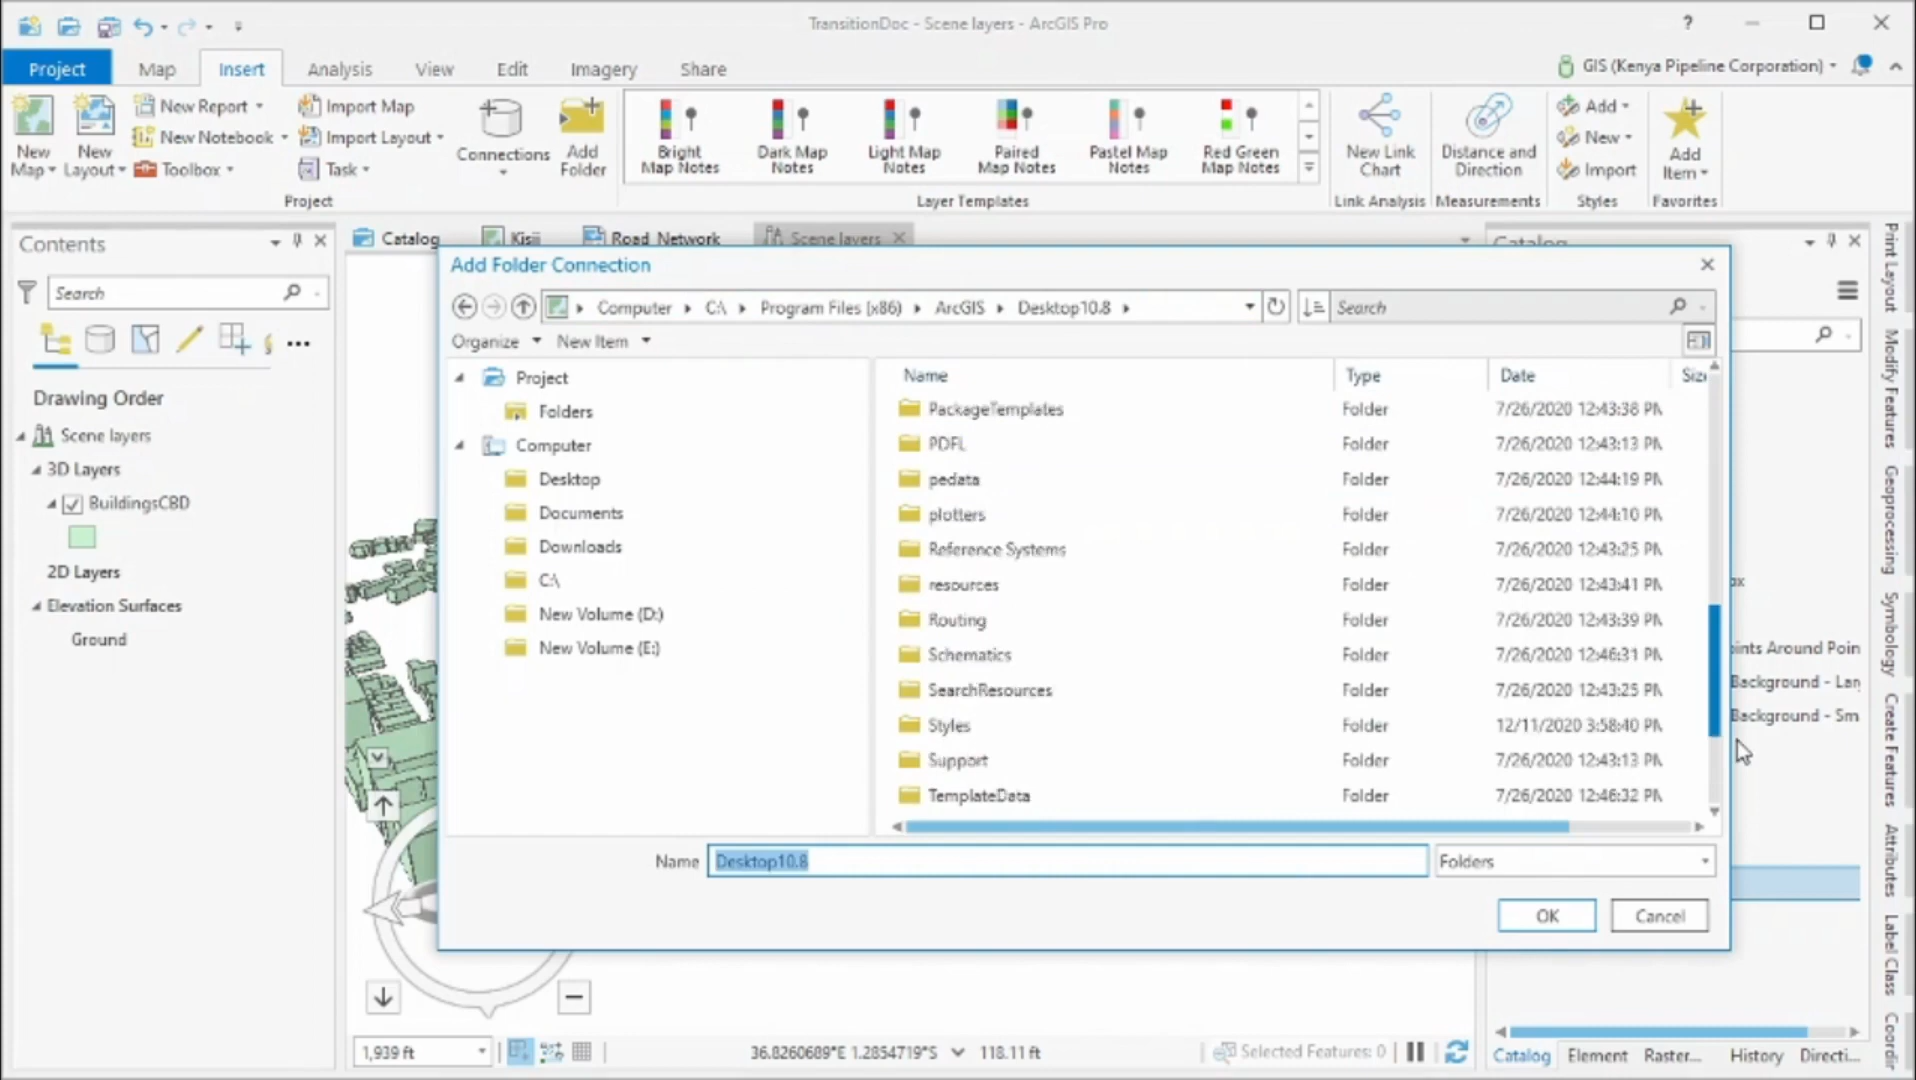 TransitionDoc - Scene layers - ArcGIS Pro
?
Project
Map
Insert
Analysis
View
Edit
Imagery
Share
GIS (Kenya Pipeline Corporation)
New Map
New Layout
New Report
New Notebook
Toolbox
Import Map
Import Layout
Task
Connections
Add Folder
Bright Map Notes
Dark Map Notes
Light Map Notes
Paired Map Notes
Pastel Map Notes
Red Green Map Notes
New Link Chart
Distance and Direction
Add
New
Import
Add Item
Project
Layer Templates
Link Analysis
Measurements
Styles
Favorites
Contents
Search
Drawing Order
Scene layers
3D Layers
BuildingsCBD
2D Layers
Elevation Surfaces
Ground
Catalog
Kisii
Road_Network
Scene layers
Catalog
Add Folder Connection
Computer
C:\
Program Files (x86)
ArcGIS
Desktop10.8
Search
Organize
New Item
Project
Folders
Computer
Desktop
Documents
Downloads
C:\
New Volume (D:)
New Volume (E:)
Name Type Date Siz
PackageTemplates Folder 7/26/2020 12:43:38 PM
PDFL Folder 7/26/2020 12:43:13 PM
pedata Folder 7/26/2020 12:44:19 PM
plotters Folder 7/26/2020 12:44:10 PM
Reference Systems Folder 7/26/2020 12:43:25 PM
resources Folder 7/26/2020 12:43:41 PM
Routing Folder 7/26/2020 12:43:39 PM
Schematics Folder 7/26/2020 12:46:31 PM
SearchResources Folder 7/26/2020 12:43:25 PM
Styles Folder 12/11/2020 3:58:40 PM
Support Folder 7/26/2020 12:43:13 PM
TemplateData Folder 7/26/2020 12:46:32 PM
Name Desktop10.8 Folders
OK
Cancel
ints Around Poin
Background - Lar
Background - Sm
Print Layout
Modify Features
Geoprocessing
Symbology
Create Features
Attributes
Label Class
Coordin
1,939 ft
36.8260689°E 1.2854719°S
118.11 ft
Selected Features: 0
Catalog
Element
Raster...
History
Directi...